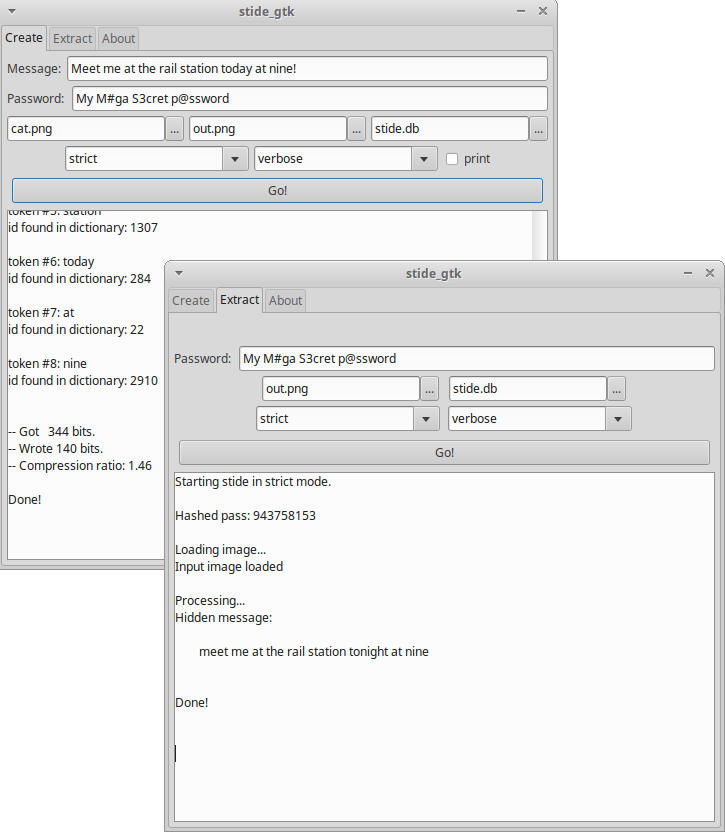 stide_gtk
Create Extract About
Message: Meet me at the rail station today at nine!
Password: My M#ga S3cret p@ssword
cat.png ... out.png ... stide.db ...
strict verbose print
Go!
token #5: station
id found in dictionary: 1307
token #6: today
id found in dictionary: 284
token #7: at
id found in dictionary: 22
token #8: nine
id found in dictionary: 2910
-- Got 344 bits.
-- Wrote 140 bits.
-- Compression ratio: 1.46
Done!
stide_gtk
Create Extract About
Password: My M#ga S3cret p@ssword
out.png ... stide.db ...
strict verbose
Go!
Starting stide in strict mode.
Hashed pass: 943758153
Loading image...
Input image loaded
Processing...
Hidden message:
meet me at the rail station tonight at nine
Done!